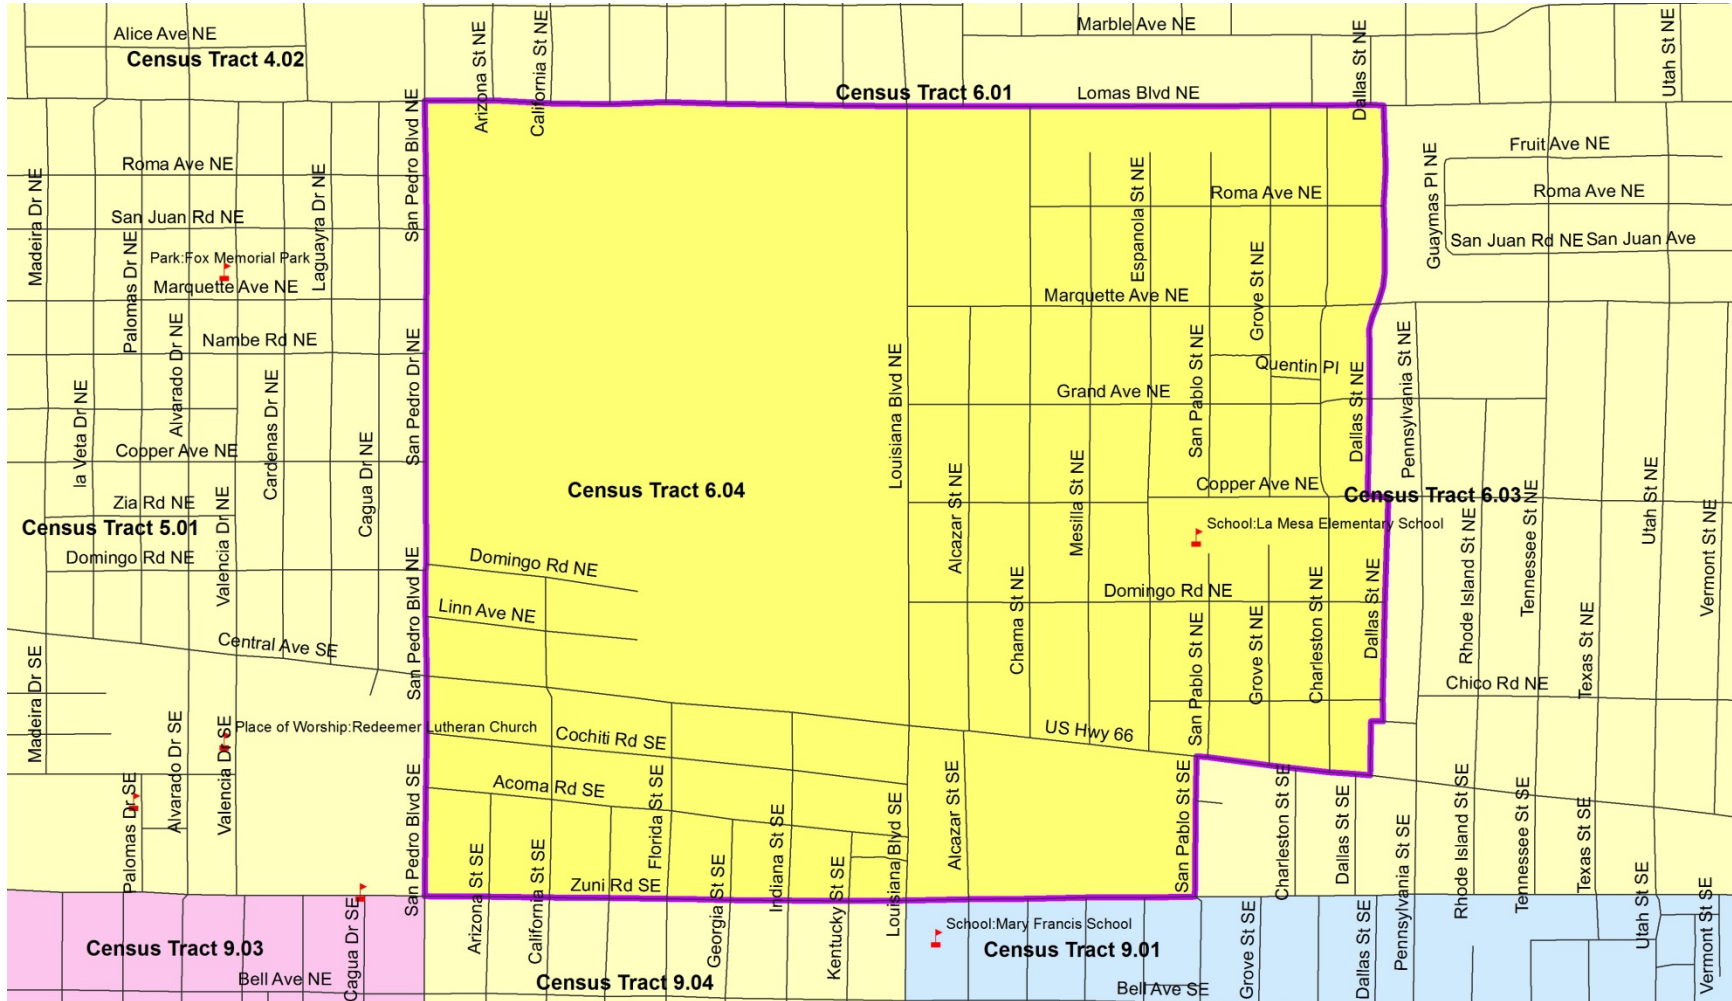 Alice Ave NE
Census Tract 4.02
Arizona St NE
California St NE
Marble Ave NE
Dallas St NE
Utah St NE
Census Tract 6.01
Lomas Blvd NE
San Pedro Blvd NE
Madeira Dr NE
Roma Ave NE
San Juan Rd NE
Palomas Dr NE
Park:Fox Memorial Park
Laguayra Dr NE
Marquette Ave NE
Alvarado Dr NE
Nambe Rd NE
San Pedro Dr NE
la Veta Dr NE
Cardenas Dr NE
Copper Ave NE
Cagua Dr NE
Zia Rd NE
Valencia Dr NE
Census Tract 5.01
Domingo Rd NE
San Pedro Blvd NE
Central Ave SE
Espanola St NE
Roma Ave NE
Grove St NE
Marquette Ave NE
Guaymas Pl NE
Fruit Ave NE
Roma Ave NE
San Juan Rd NE
San Juan Ave
Louisiana Blvd NE
San Pablo St NE
Quentin Pl
Grand Ave NE
Dallas St NE
Pennsylvania St NE
Census Tract 6.04
Alcazar St NE
Mesilla St NE
Copper Ave NE
Census Tract 6.03
School:La Mesa Elementary School
Rhode Island St NE
Tennessee St NE
Utah St NE
Vermont St NE
Domingo Rd NE
Linn Ave NE
Chama St NE
Domingo Rd NE
San Pablo St NE
Grove St NE
Charleston St NE
Dallas St NE
Texas St NE
Chico Rd NE
US Hwy 66
Madeira Dr SE
Alvarado Dr SE
Valencia Dr SE
Place of Worship:Redeemer Lutheran Church
Cochiti Rd SE
Palomas Dr SE
San Pedro Blvd SE
Acoma Rd SE
Florida St SE
Arizona St SE
California St SE
Zuni Rd SE
Georgia St SE
Indiana St SE
Kentucky St SE
Louisiana Blvd SE
Alcazar St SE
San Pablo St SE
Charleston St SE
Dallas St SE
Pennsylvania St SE
Rhode Island St SE
Tennessee St SE
Texas St SE
Utah St SE
Vermont St SE
Census Tract 9.03
Cagua Dr SE
Bell Ave NE
Census Tract 9.04
School:Mary Francis School
Census Tract 9.01
Bell Ave SE
Grove St SE
Dallas St SE